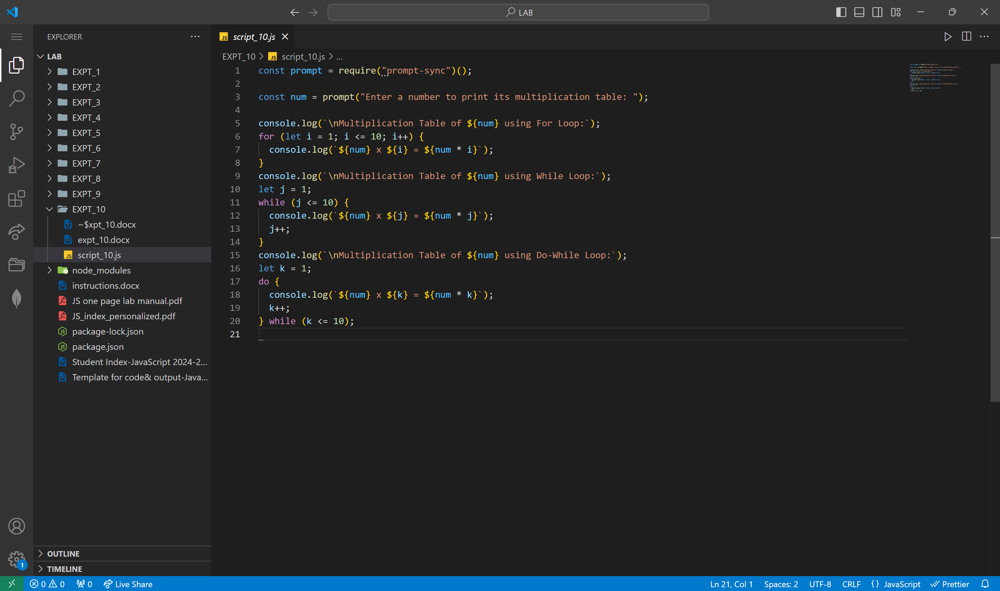 LAB
EXPLORER
LAB
EXPT_1
EXPT_2
EXPT_3
EXPT_4
EXPT_5
EXPT_6
EXPT_7
EXPT_8
EXPT_9
EXPT_10
~$xpt_10.docx
expt_10.docx
script_10.js
node_modules
instructions.docx
JS one page lab manual.pdf
JS_index_personalized.pdf
package-lock.json
package.json
Student Index-JavaScript 2024-2...
Template for code& output-Java...
OUTLINE
TIMELINE
JS script_10.js
EXPT_10 > JS script_10.js > ...
1 const prompt = require("prompt-sync")();
2
3 const num = prompt("Enter a number to print its multiplication table: ");
4
5 console.log(`\nMultiplication Table of ${num} using For Loop:`);
6 for (let i = 1; i <= 10; i++) {
7   console.log(`${num} x ${i} = ${num * i}`);
8 }
9 console.log(`\nMultiplication Table of ${num} using While Loop:`);
10 let j = 1;
11 while (j <= 10) {
12   console.log(`${num} x ${j} = ${num * j}`);
13   j++;
14 }
15 console.log(`\nMultiplication Table of ${num} using Do-While Loop:`);
16 let k = 1;
17 do {
18   console.log(`${num} x ${k} = ${num * k}`);
19   k++;
20 } while (k <= 10);
21
1
0 0 0 Live Share Ln 21, Col 1 Spaces: 2 UTF-8 CRLF {} JavaScript Prettier